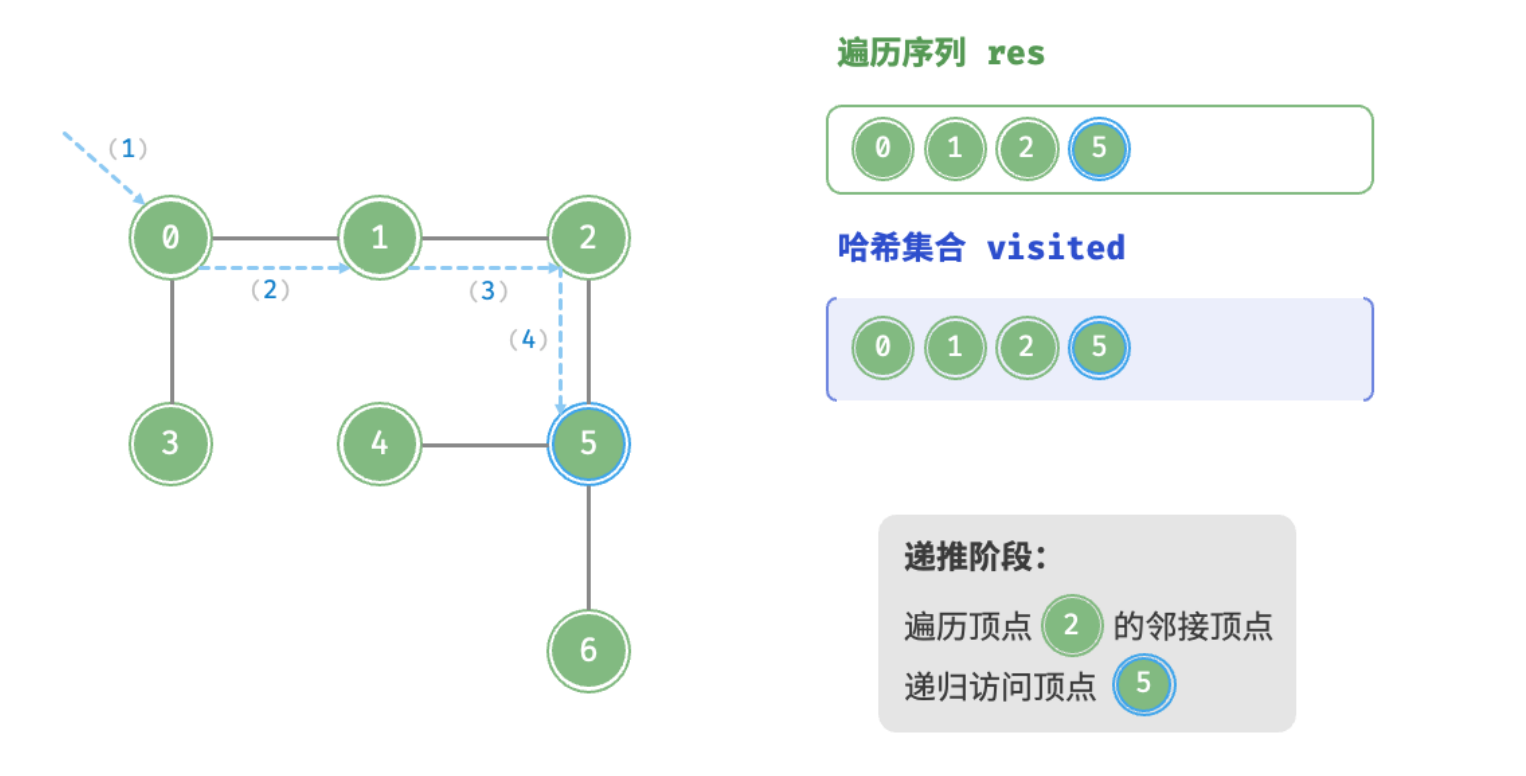 遍历序列 res
0 1 2 5
哈希集合 visited
0 1 2 5
(1)
0 1 2
(2) (3)
(4)
3 4 5
6
递推阶段：
遍历顶点 2 的邻接顶点
递归访问顶点 5